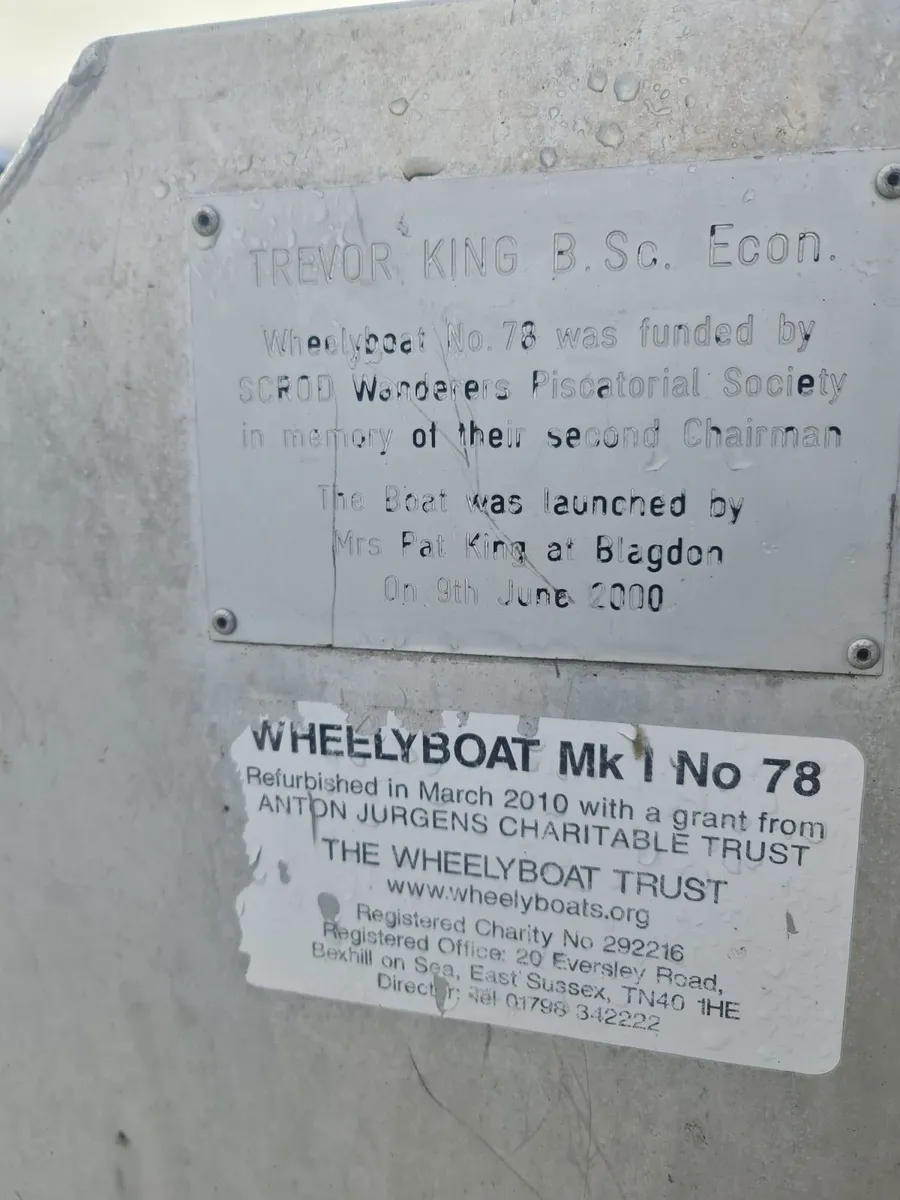 TREVOR KING B.Sc. Econ.
Wheelyboat No.78 was funded by
SCROD Wanderers Piscatorial Society
in memory of their second Chairman
The Boat was launched by
Mrs Pat King at Blagdon
On 9th June 2000
WHEELYBOAT Mk I No 78
Refurbished in March 2010 with a grant from
ANTON JURGENS CHARITABLE TRUST
THE WHEELYBOAT TRUST
www.wheelyboats.org
Registered Charity No 292216
Registered Office: 20 Eversley Road,
Bexhill on Sea, East Sussex, TN40 1HE
Director: Tel 01798 342222